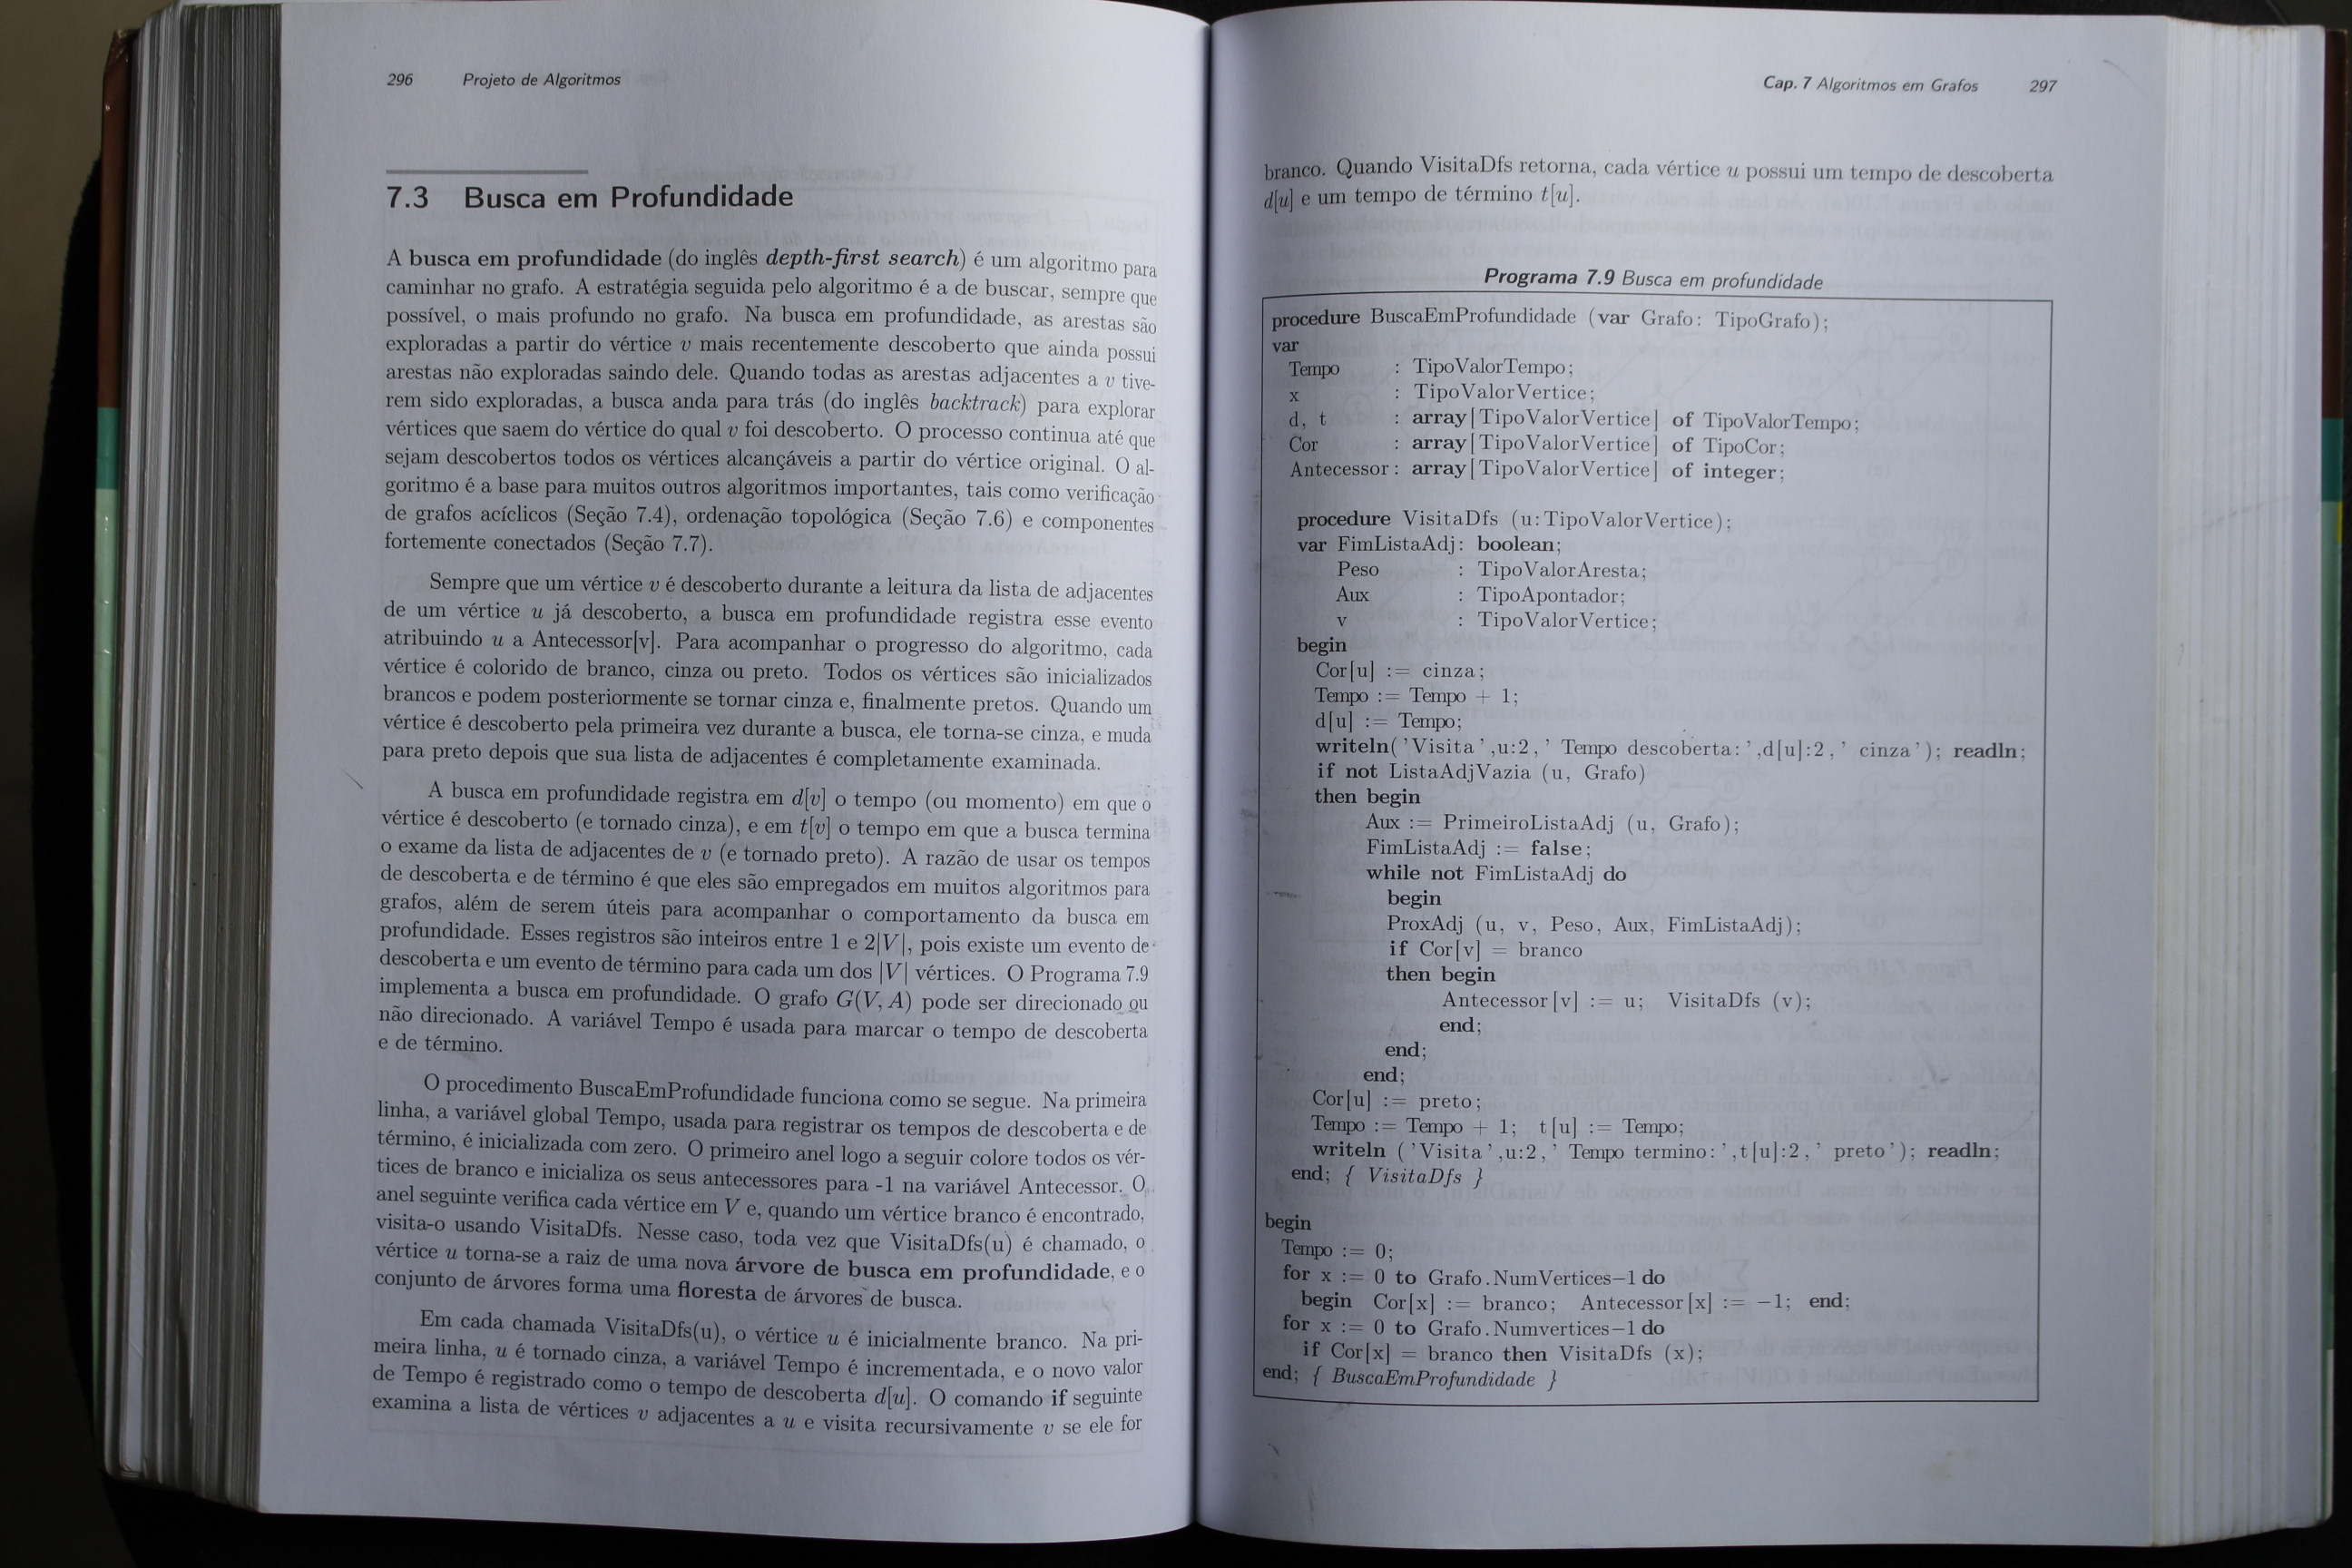 296 Projeto de Algoritmos
7.3 Busca em Profundidade
A busca em profundidade (do inglês depth-first search) é um algoritmo para
caminhar no grafo. A estratégia seguida pelo algoritmo é a de buscar, sempre que
possível, o mais profundo no grafo. Na busca em profundidade, as arestas são
exploradas a partir do vértice v mais recentemente descoberto que ainda possui
arestas não exploradas saindo dele. Quando todas as arestas adjacentes a v tive-
rem sido exploradas, a busca anda para trás (do inglês backtrack) para explorar
vértices que saem do vértice do qual v foi descoberto. O processo continua até que
sejam descobertos todos os vértices alcançáveis a partir do vértice original. O al-
goritmo é a base para muitos outros algoritmos importantes, tais como verificação
de grafos acíclicos (Seção 7.4), ordenação topológica (Seção 7.6) e componentes
fortemente conectados (Seção 7.7).
Sempre que um vértice v é descoberto durante a leitura da lista de adjacentes
de um vértice u já descoberto, a busca em profundidade registra esse evento
atribuindo u a Antecessor[v]. Para acompanhar o progresso do algoritmo, cada
vértice é colorido de branco, cinza ou preto. Todos os vértices são inicializados
brancos e podem posteriormente se tornar cinza e, finalmente pretos. Quando um
vértice é descoberto pela primeira vez durante a busca, ele torna-se cinza, e muda
para preto depois que sua lista de adjacentes é completamente examinada.
A busca em profundidade registra em d[v] o tempo (ou momento) em que o
vértice é descoberto (e tornado cinza), e em t[v] o tempo em que a busca termina
o exame da lista de adjacentes de v (e tornado preto). A razão de usar os tempos
de descoberta e de término é que eles são empregados em muitos algoritmos para
grafos, além de serem úteis para acompanhar o comportamento da busca em
profundidade. Esses registros são inteiros entre 1 e 2|V|, pois existe um evento de
descoberta e um evento de término para cada um dos |V| vértices. O Programa 7.9
implementa a busca em profundidade. O grafo G(V, A) pode ser direcionado ou
não direcionado. A variável Tempo é usada para marcar o tempo de descoberta
e de término.
O procedimento BuscaEmProfundidade funciona como se segue. Na primeira
linha, a variável global Tempo, usada para registrar os tempos de descoberta e de
término, é inicializada com zero. O primeiro anel logo a seguir colore todos os vér-
tices de branco e inicializa os seus antecessores para -1 na variável Antecessor. O
anel seguinte verifica cada vértice em V e, quando um vértice branco é encontrado,
visita-o usando VisitaDfs. Nesse caso, toda vez que VisitaDfs(u) é chamado, o
vértice u torna-se a raiz de uma nova árvore de busca em profundidade, e o
conjunto de árvores forma uma floresta de árvores de busca.
Em cada chamada VisitaDfs(u), o vértice u é inicialmente branco. Na pri-
meira linha, u é tornado cinza, a variável Tempo é incrementada, e o novo valor
de Tempo é registrado como o tempo de descoberta d[u]. O comando if seguinte
examina a lista de vértices v adjacentes a u e visita recursivamente v se ele for
Cap. 7 Algoritmos em Grafos 297
branco. Quando VisitaDfs retorna, cada vértice u possui um tempo de descoberta
d[u] e um tempo de término t[u].
Programa 7.9 Busca em profundidade
procedure BuscaEmProfundidade (var Grafo: TipoGrafo);
var
Tempo : TipoValorTempo;
x : TipoValorVertice;
d, t : array[TipoValorVertice] of TipoValorTempo;
Cor : array[TipoValorVertice] of TipoCor;
Antecessor: array[TipoValorVertice] of integer;
procedure VisitaDfs (u:TipoValorVertice);
var FimListaAdj: boolean;
Peso : TipoValorAresta;
Aux : TipoApontador;
v : TipoValorVertice;
begin
Cor[u] := cinza;
Tempo := Tempo + 1;
d[u] := Tempo;
writeln('Visita',u:2,' Tempo descoberta:',d[u]:2,' cinza'); readln;
if not ListaAdjVazia (u, Grafo)
then begin
Aux := PrimeiroListaAdj (u, Grafo);
FimListaAdj := false;
while not FimListaAdj do
begin
ProxAdj (u, v, Peso, Aux, FimListaAdj);
if Cor[v] = branco
then begin
Antecessor[v] := u; VisitaDfs (v);
end;
end;
end;
Cor[u] := preto;
Tempo := Tempo + 1; t[u] := Tempo;
writeln ('Visita',u:2,' Tempo termino:',t[u]:2,' preto'); readln;
end; { VisitaDfs }
begin
Tempo := 0;
for x := 0 to Grafo.NumVertices−1 do
begin Cor[x] := branco; Antecessor[x] := −1; end;
for x := 0 to Grafo.Numvertices−1 do
if Cor[x] = branco then VisitaDfs (x);
end; { BuscaEmProfundidade }